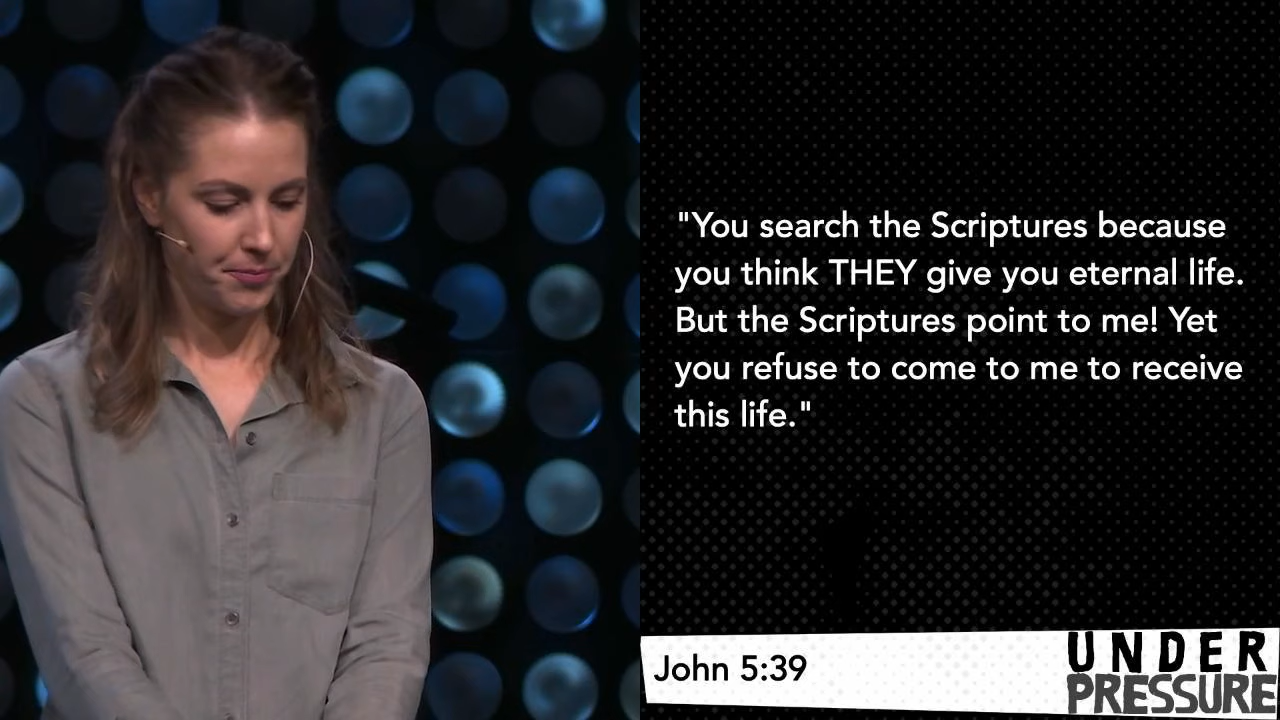 "You search the Scriptures because
you think THEY give you eternal life.
But the Scriptures point to me! Yet
you refuse to come to me to receive
this life."
John 5:39
UNDER
PRESSURE